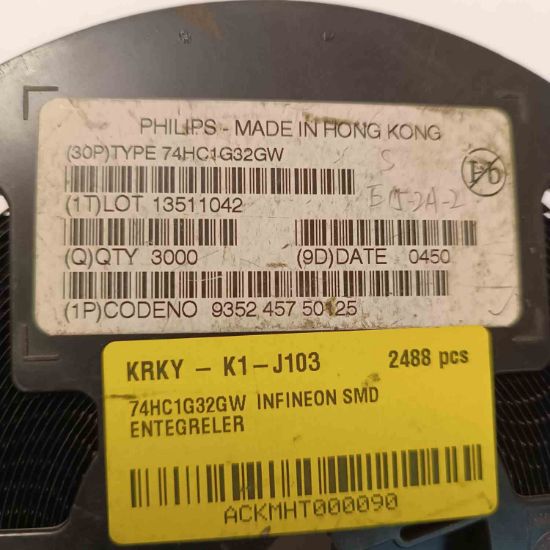 PHILIPS - MADE IN HONG KONG
(30P)TYPE 74HC1G32GW
Pb
(1T)LOT 13511042
(Q)QTY 3000 (9D)DATE 0450
(1P)CODENO 9352 457 50125
KRKY - K1-J103 2488 pcs
74HC1G32GW INFINEON SMD
ENTEGRELER
ACKMHT000090